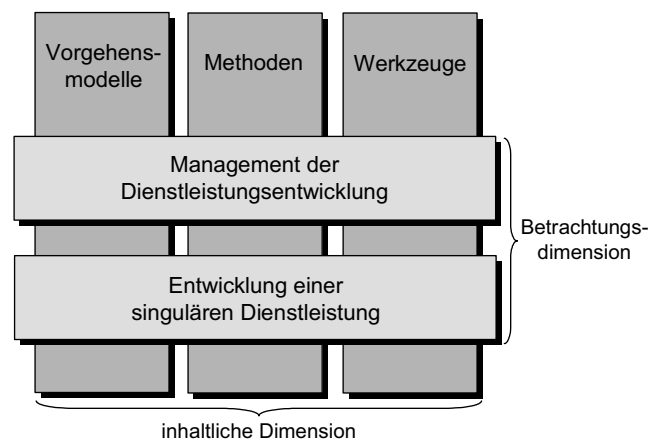 Vorgehens-
modelle
Methoden
Werkzeuge
Management der
Dienstleistungsentwicklung
Betrachtungs-
dimension
Entwicklung einer
singulären Dienstleistung
inhaltliche Dimension